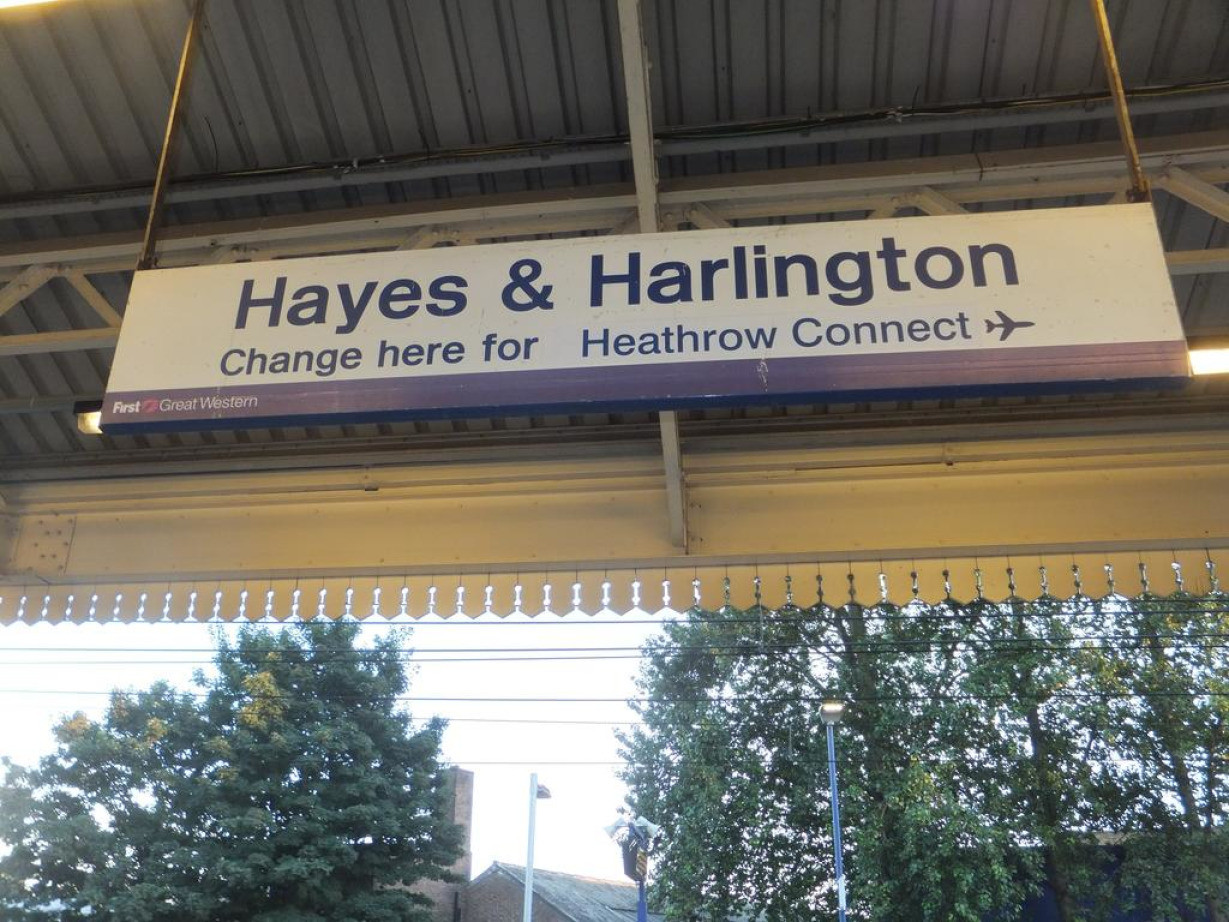 Hayes & Harlington
Change here for Heathrow Connect
First Great Western